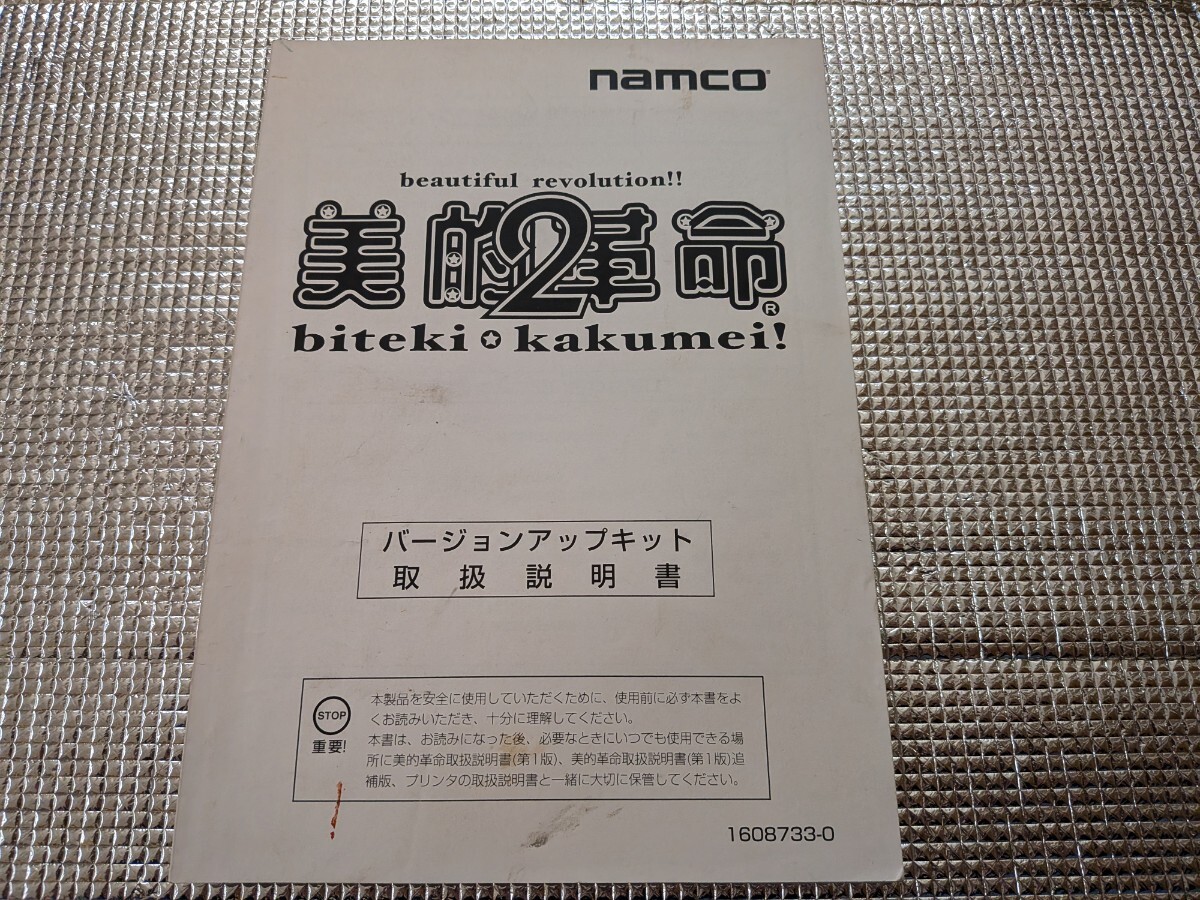 namco
beautiful revolution!!
美的2革命®
biteki☆kakumei!
バージョンアップキット
取扱説明書
STOP
重要!
本製品を安全に使用していただくために、使用前に必ず本書をよ
くお読みいただき、十分に理解してください。
本書は、お読みになった後、必要なときにいつでも使用できる場
所に美的革命取扱説明書(第1版)、美的革命取扱説明書(第1版)追
補版、プリンタの取扱説明書と一緒に大切に保管してください。
1608733-0